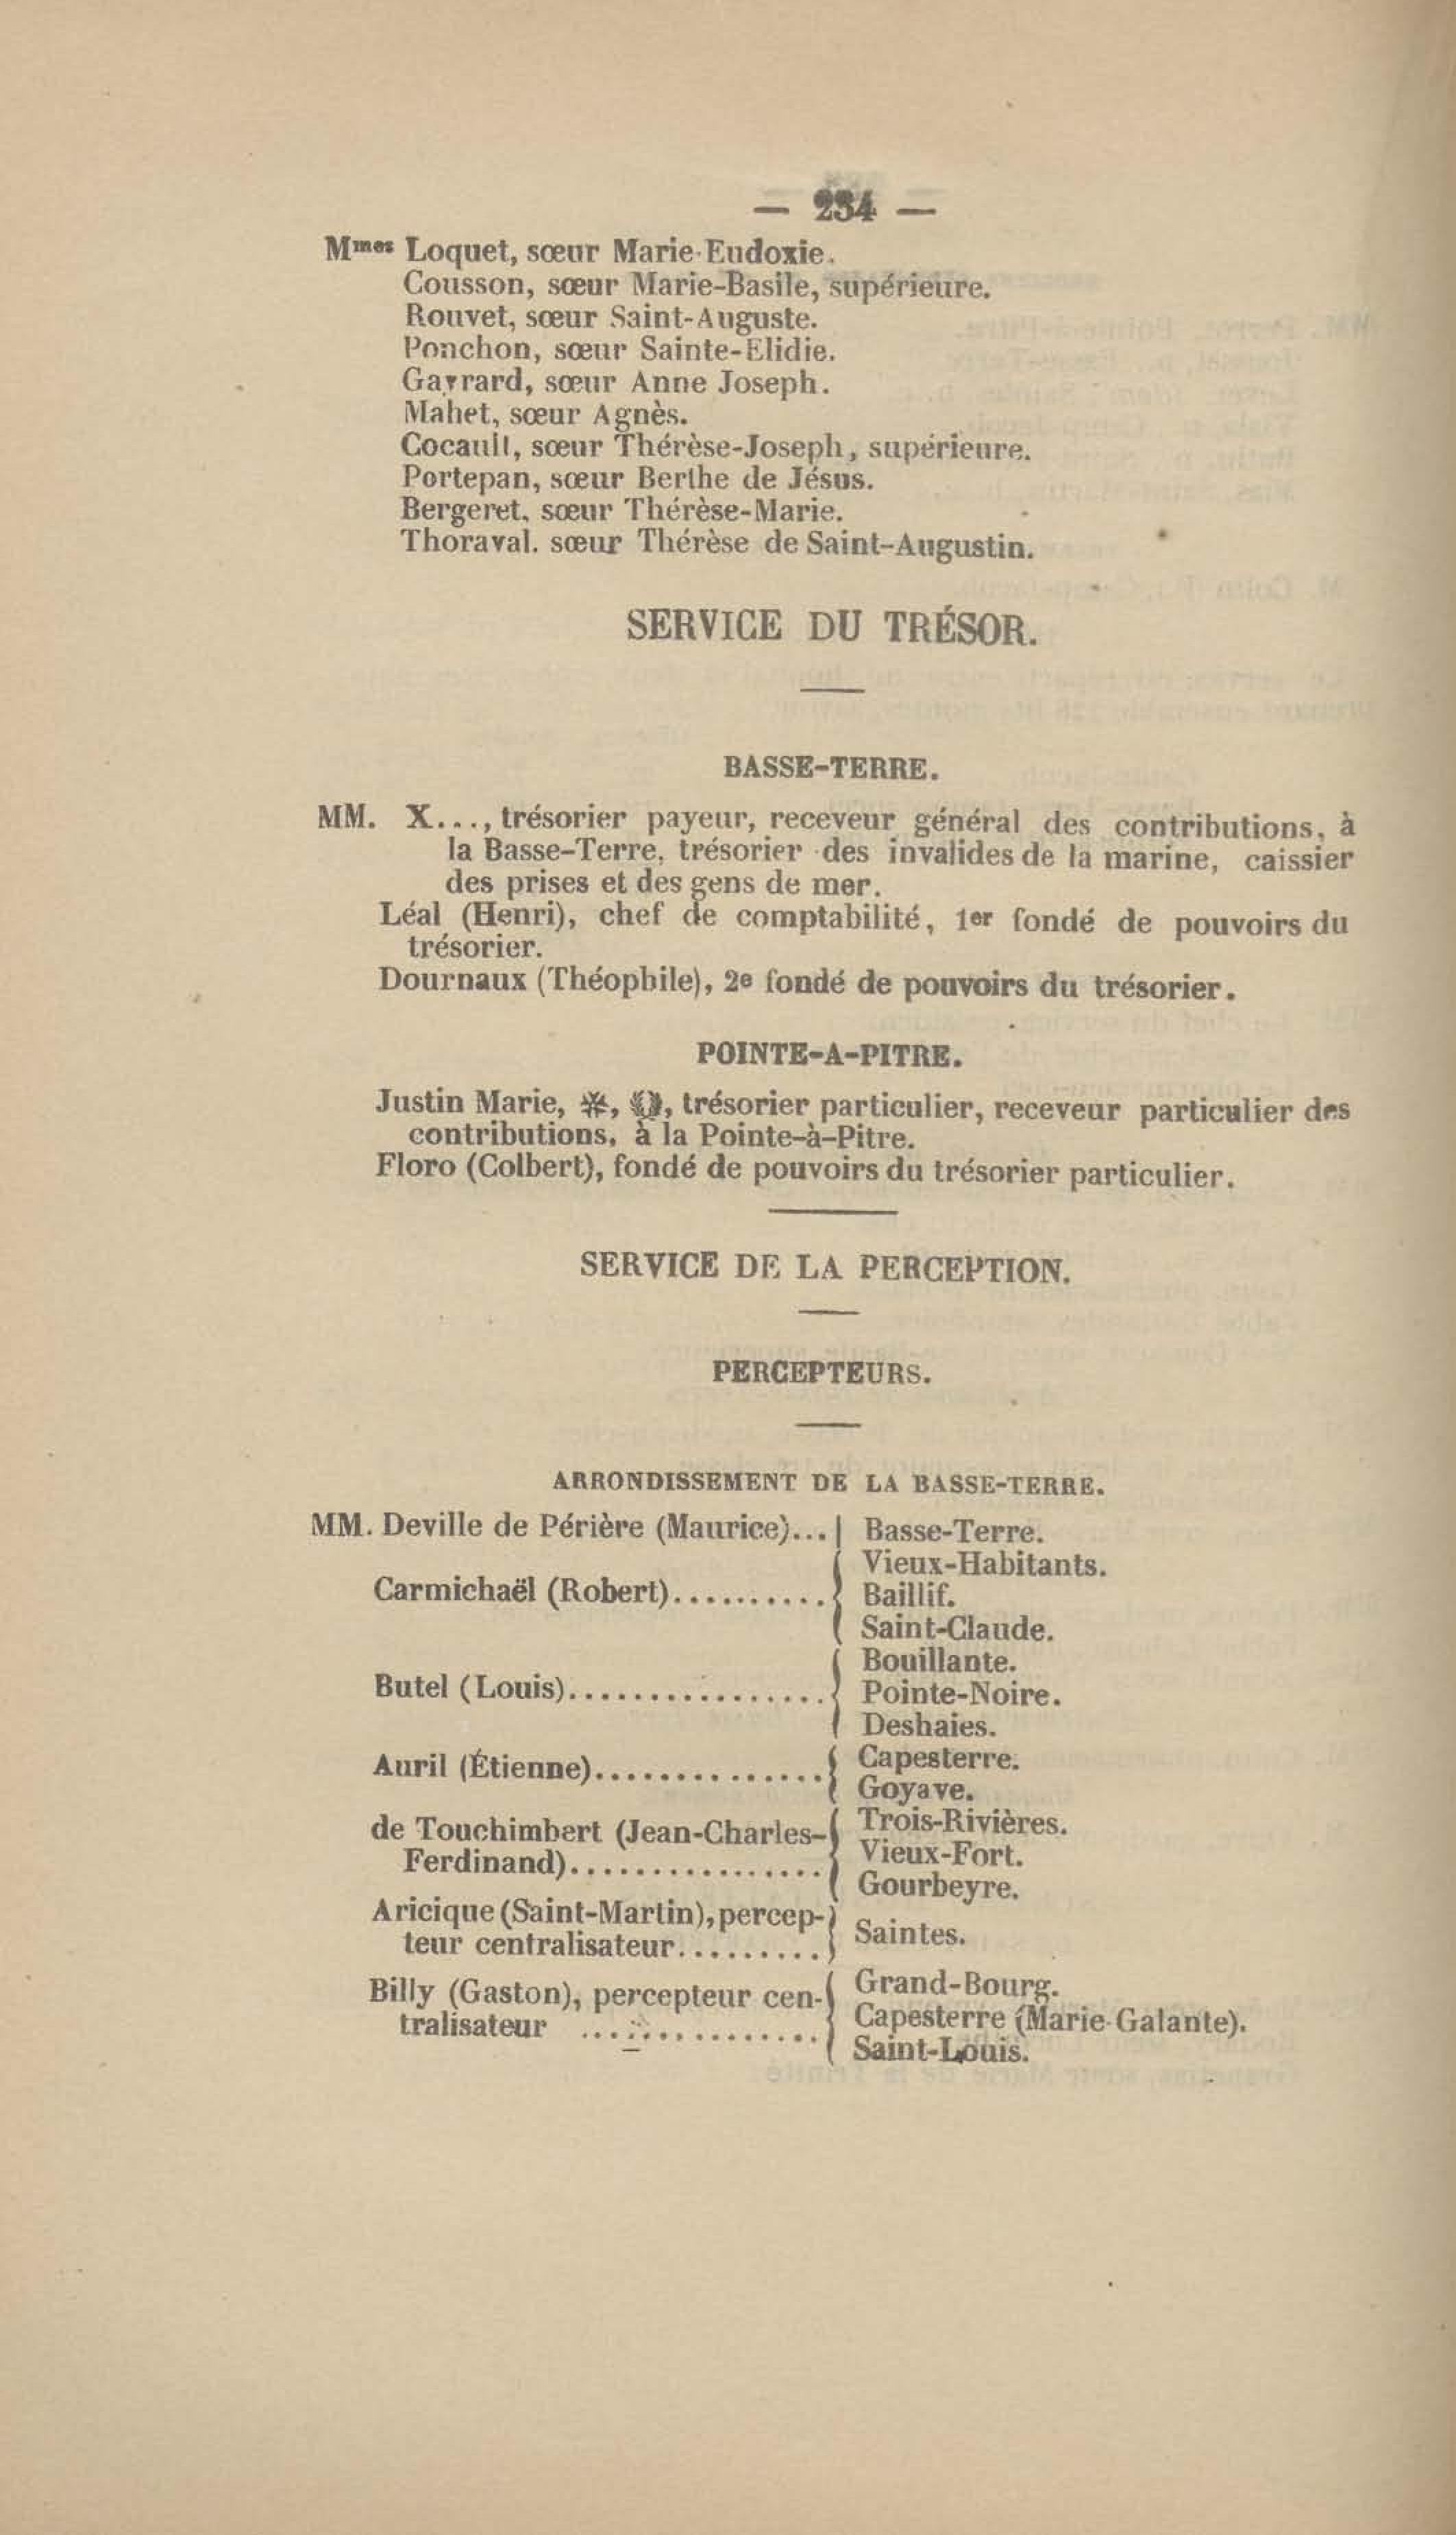 — 234 —
Mmes Loquet, sœur Marie-Eudoxie.
Cousson, sœur Marie-Basile, supérieure.
Rouvet, sœur Saint-Auguste.
Ponchon, sœur Sainte-Elidie.
Gayrard, sœur Anne Joseph.
Mahet, sœur Agnès.
Cocault, sœur Thérèse-Joseph, supérieure.
Portepan, sœur Berthe de Jésus.
Bergeret, sœur Thérèse-Marie.
Thoraval. sœur Thérèse de Saint-Augustin.
SERVICE DU TRÉSOR.
BASSE-TERRE.
MM. X..., trésorier payeur, receveur général des contributions, à
la Basse-Terre, trésorier des invalides de la marine, caissier
des prises et des gens de mer.
Léal (Henri), chef de comptabilité, 1er fondé de pouvoirs du
trésorier.
Dournaux (Théophile), 2e fondé de pouvoirs du trésorier.
POINTE-A-PITRE.
Justin Marie, ✻, ❦, trésorier particulier, receveur particulier des
contributions, à la Pointe-à-Pitre.
Floro (Colbert), fondé de pouvoirs du trésorier particulier.
SERVICE DE LA PERCEPTION.
PERCEPTEURS.
ARRONDISSEMENT DE LA BASSE-TERRE.
MM. Deville de Périère (Maurice)... | Basse-Terre.
Vieux-Habitants.
Carmichaël (Robert).......... { Baillif.
Saint-Claude.
Bouillante.
Butel (Louis)................ { Pointe-Noire.
Deshaies.
Auril (Étienne).............. { Capesterre.
Goyave.
de Touchimbert (Jean-Charles- { Trois-Rivières.
Ferdinand)................ Vieux-Fort.
Gourbeyre.
Aricique (Saint-Martin), percep- }
teur centralisateur......... Saintes.
Billy (Gaston), percepteur cen- { Grand-Bourg.
tralisateur ............... Capesterre (Marie-Galante).
Saint-Louis.